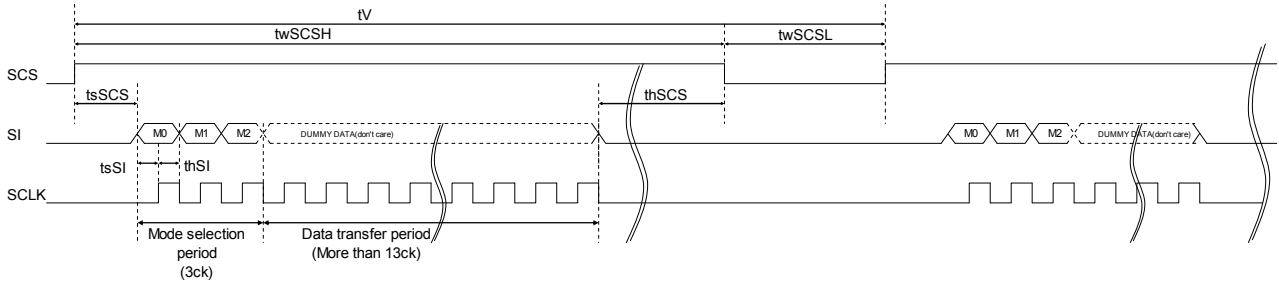 tV
twSCSH
twSCSL
SCS
tsSCS
thSCS
SI
M0
M1
M2
DUMMY DATA(don't care)
M0
M1
M2
DUMMY DATA(don't care)
tsSI
thSI
SCLK
Mode selection
period
(3ck)
Data transfer period
(More than 13ck)